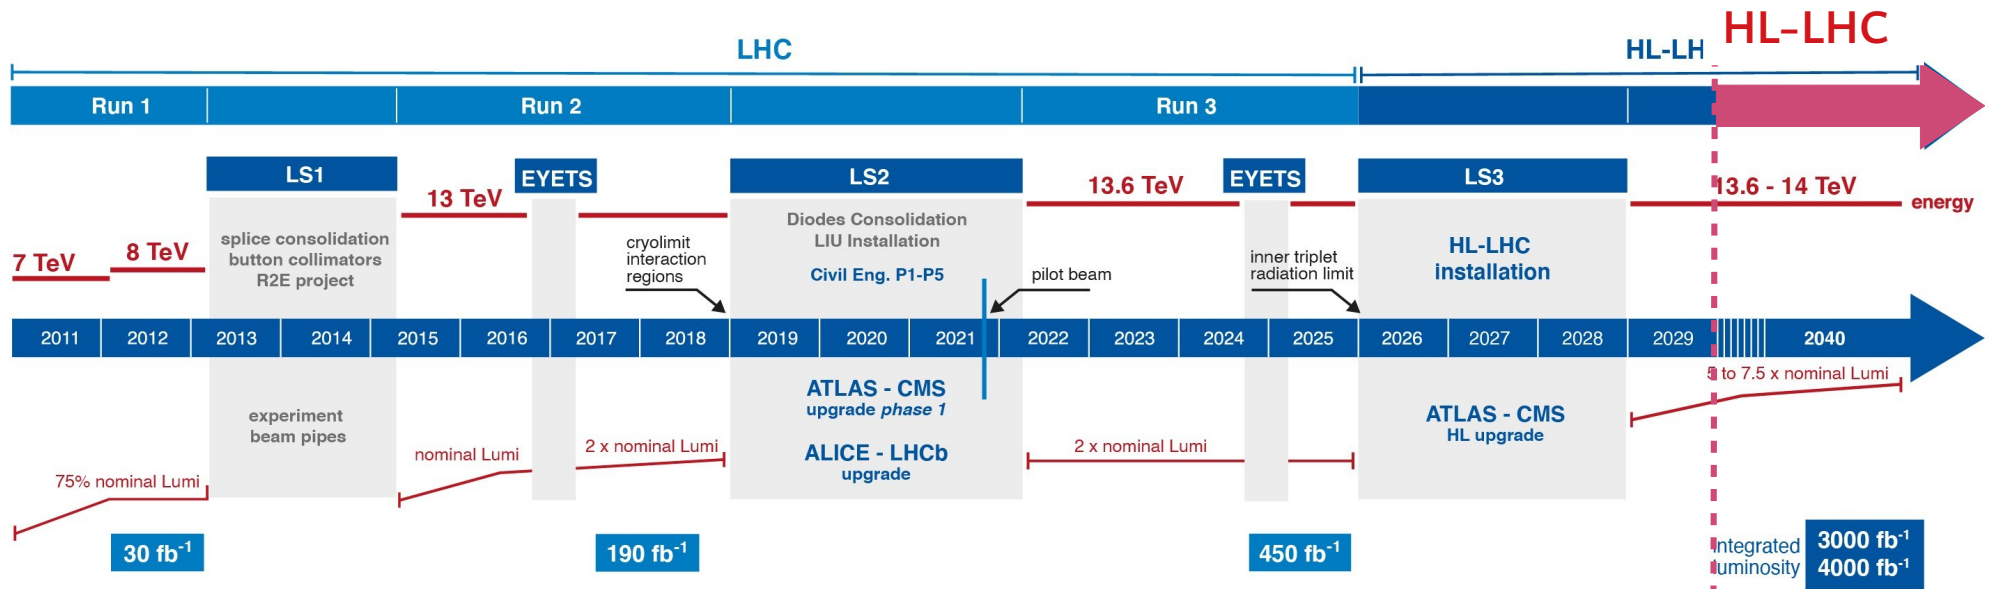 LHC
HL-LH
HL-LHC
Run 1
Run 2
Run 3
LS1
EYETS
LS2
EYETS
LS3
7 TeV
8 TeV
13 TeV
13.6 TeV
13.6 - 14 TeV
energy
splice consolidation
button collimators
R2E project
cryolimit
interaction
regions
Diodes Consolidation
LIU Installation
Civil Eng. P1-P5
pilot beam
inner triplet
radiation limit
HL-LHC
installation
2011 2012 2013 2014 2015 2016 2017 2018 2019 2020 2021 2022 2023 2024 2025 2026 2027 2028 2029 2040
experiment
beam pipes
ATLAS - CMS
upgrade phase 1
ALICE - LHCb
upgrade
ATLAS - CMS
HL upgrade
75% nominal Lumi
nominal Lumi
2 x nominal Lumi
2 x nominal Lumi
5 to 7.5 x nominal Lumi
30 fb⁻¹
190 fb⁻¹
450 fb⁻¹
integrated
luminosity
3000 fb⁻¹
4000 fb⁻¹